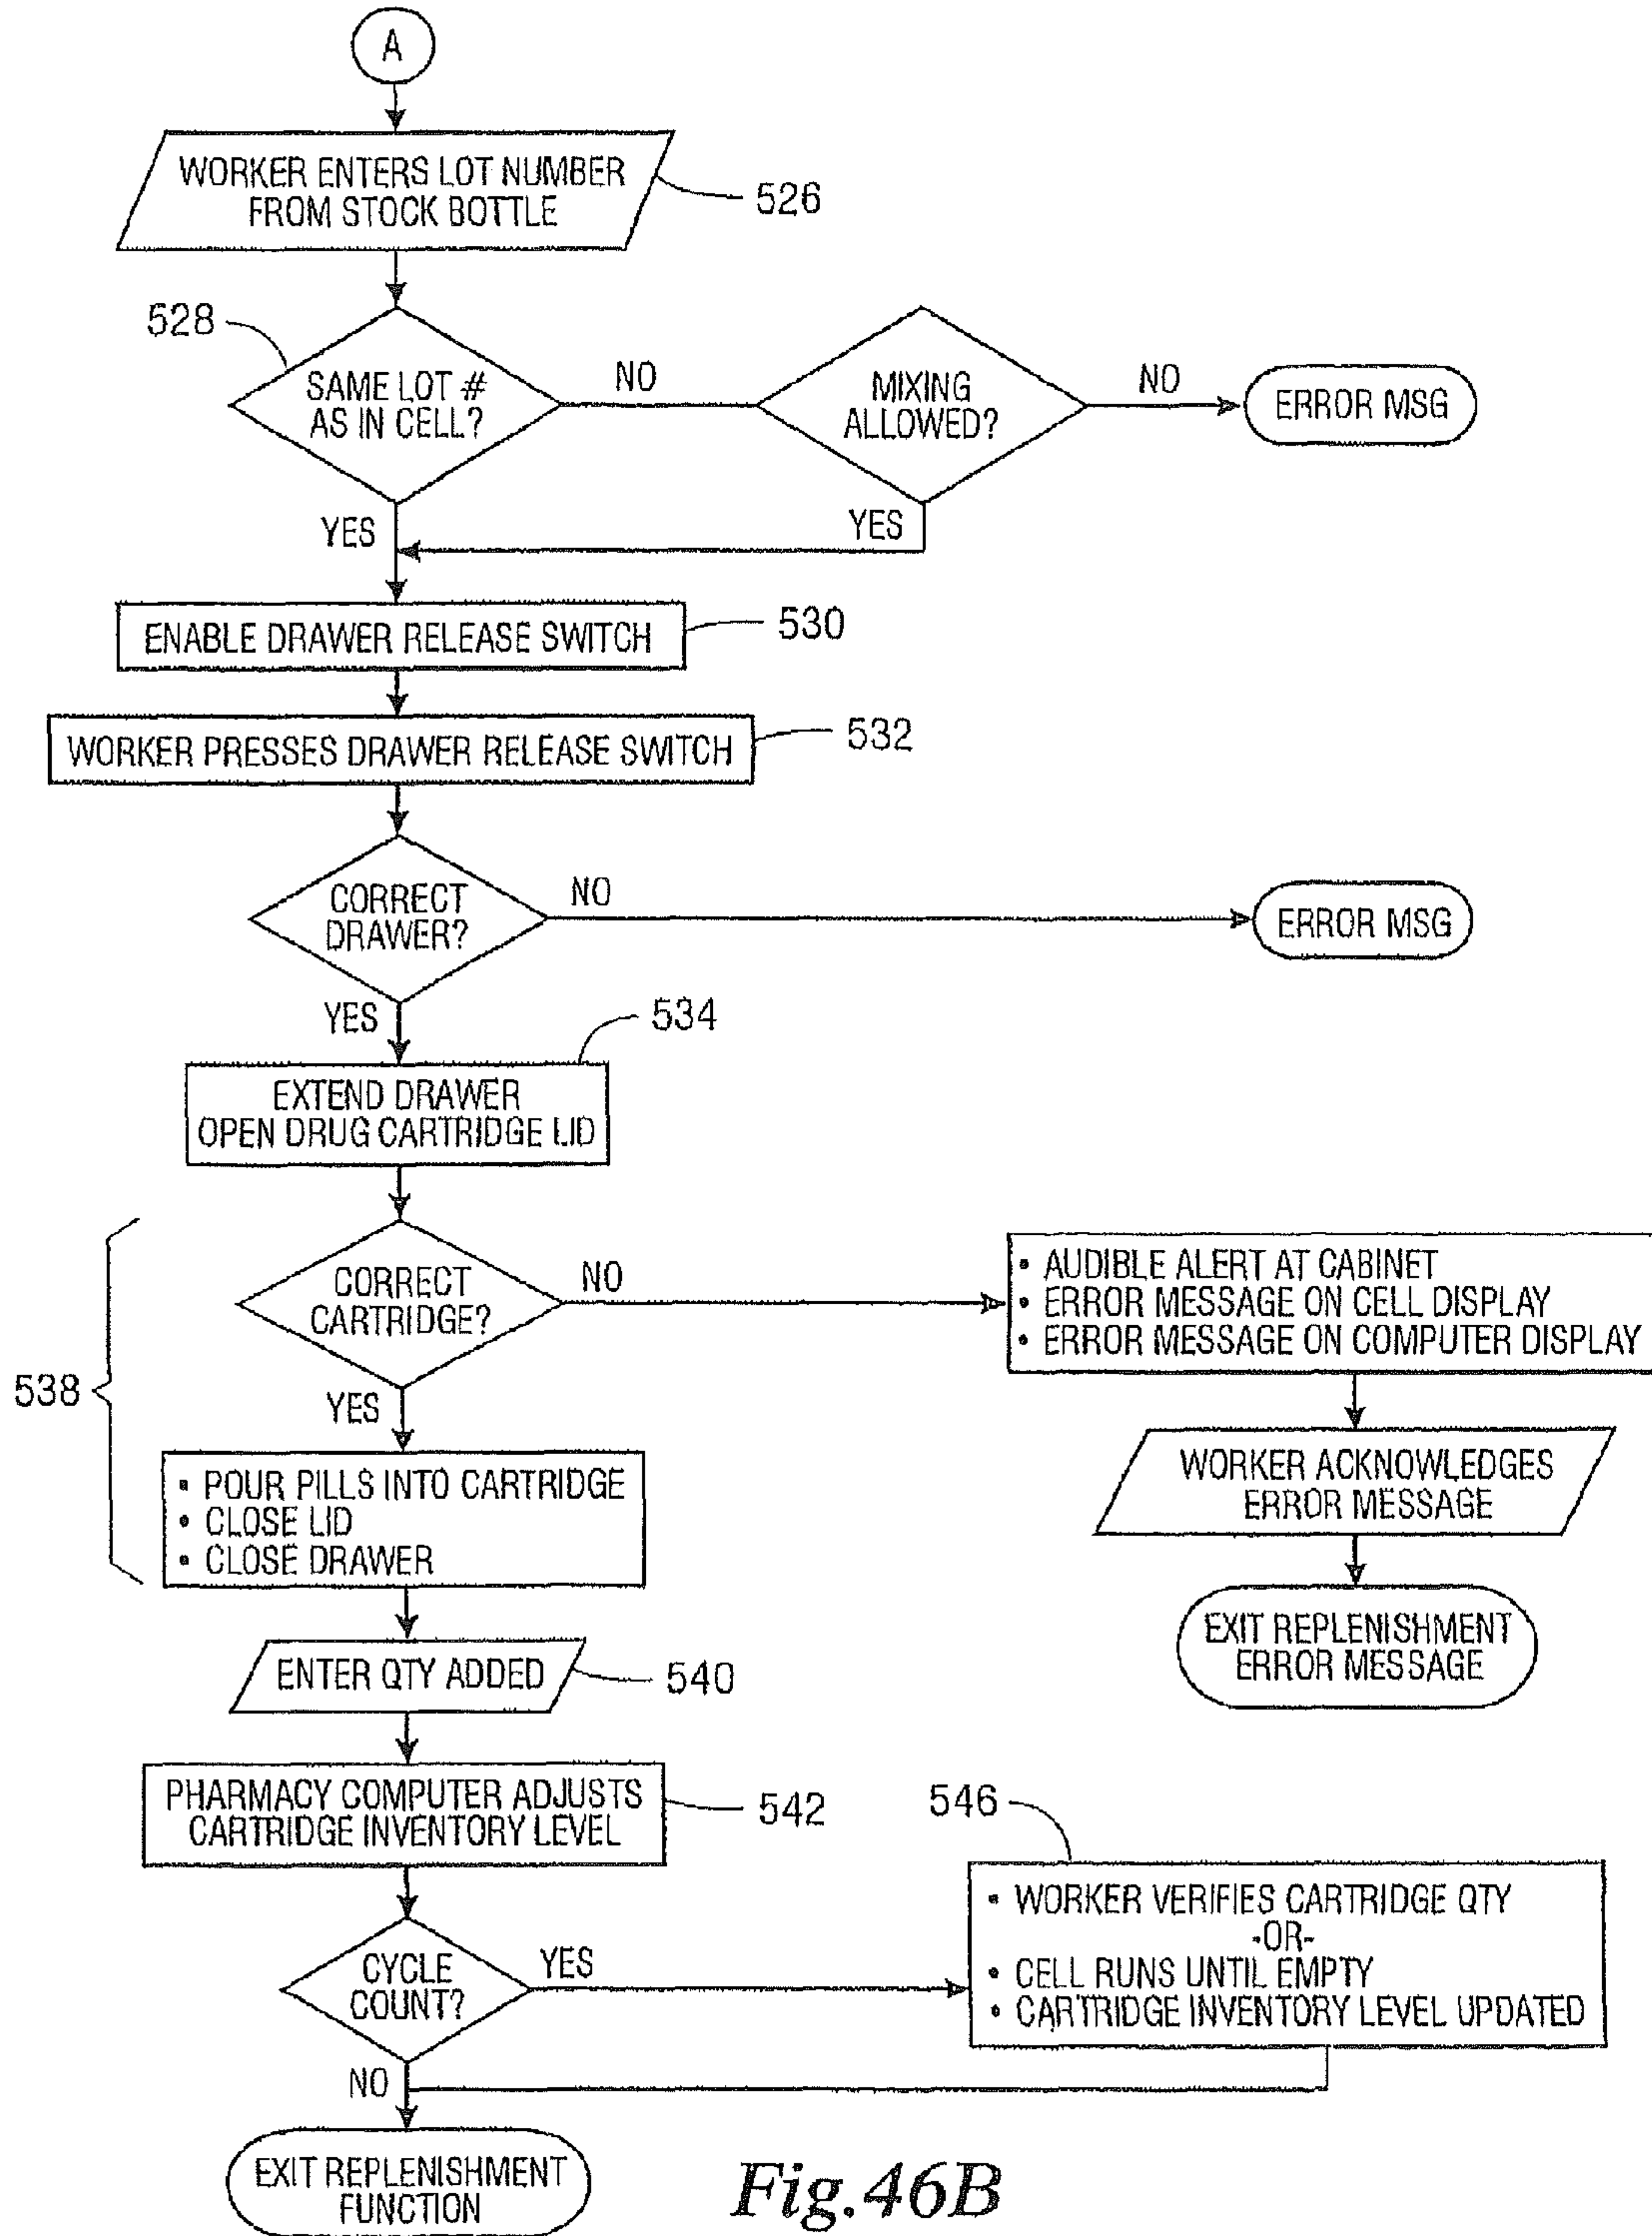 A
WORKER ENTERS LOT NUMBER
FROM STOCK BOTTLE
526
528
SAME LOT #
AS IN CELL?
NO
MIXING
ALLOWED?
NO
ERROR MSG
YES
YES
ENABLE DRAWER RELEASE SWITCH
530
WORKER PRESSES DRAWER RELEASE SWITCH
532
CORRECT
DRAWER?
NO
ERROR MSG
YES
534
EXTEND DRAWER
OPEN DRUG CARTRIDGE LID
538
CORRECT
CARTRIDGE?
NO
• AUDIBLE ALERT AT CABINET
• ERROR MESSAGE ON CELL DISPLAY
• ERROR MESSAGE ON COMPUTER DISPLAY
YES
WORKER ACKNOWLEDGES
ERROR MESSAGE
• POUR PILLS INTO CARTRIDGE
• CLOSE LID
• CLOSE DRAWER
EXIT REPLENISHMENT
ERROR MESSAGE
ENTER QTY ADDED
540
PHARMACY COMPUTER ADJUSTS
CARTRIDGE INVENTORY LEVEL
542
546
• WORKER VERIFIES CARTRIDGE QTY
-OR-
• CELL RUNS UNTIL EMPTY
• CARTRIDGE INVENTORY LEVEL UPDATED
CYCLE
COUNT?
YES
NO
EXIT REPLENISHMENT
FUNCTION
Fig.46B